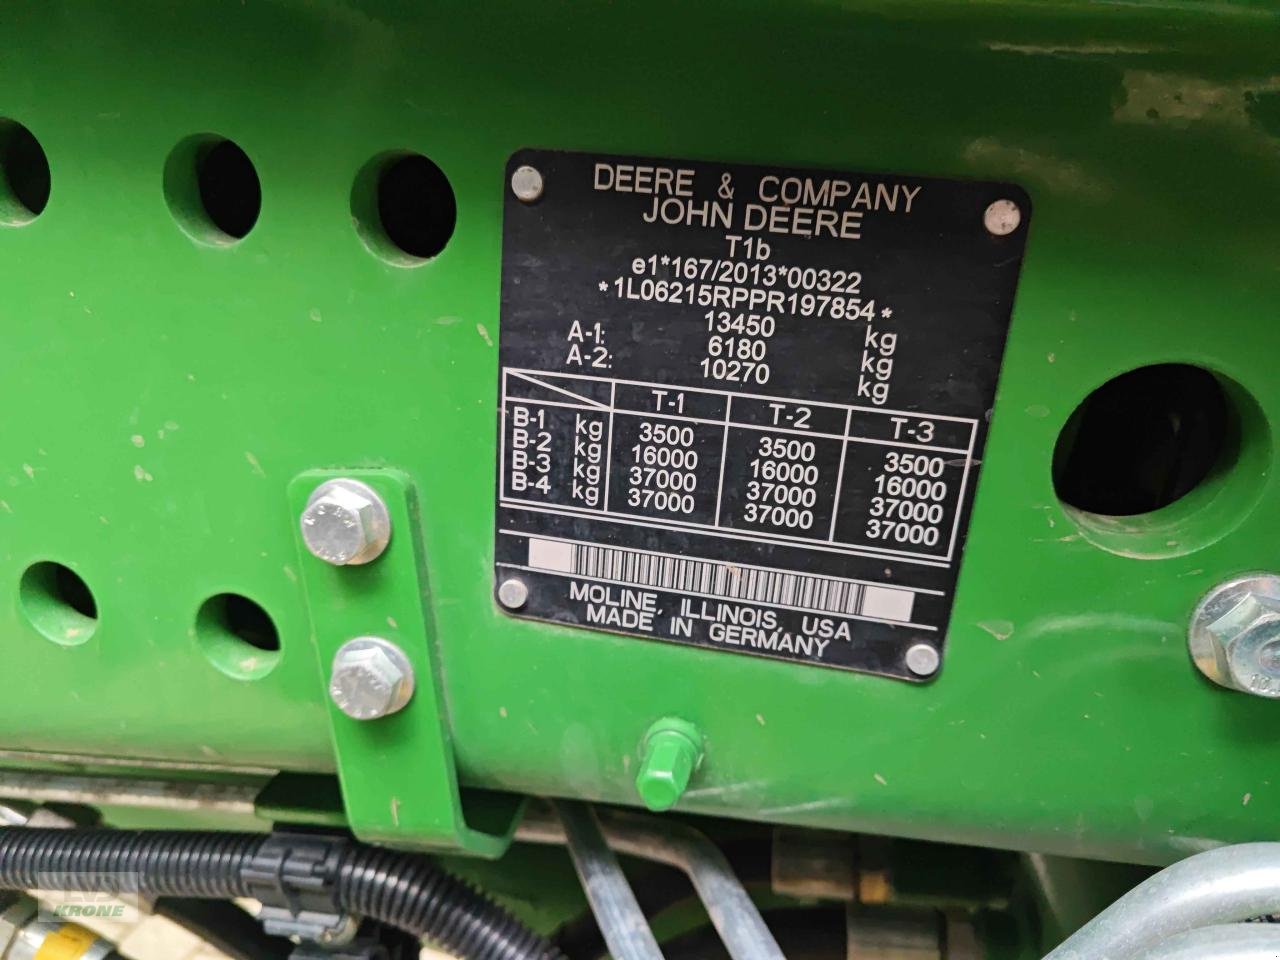 DEERE & COMPANY
JOHN DEERE
T1b
e1*167/2013*00322
*1L06215RPPR197854*
13450 kg
A-1: 6180 kg
A-2: 10270 kg
T-1 T-2 T-3
B-1 kg 3500 3500 3500
B-2 kg 16000 16000 16000
B-3 kg 37000 37000 37000
B-4 kg 37000 37000 37000
MOLINE, ILLINOIS, USA
MADE IN GERMANY
KRONE